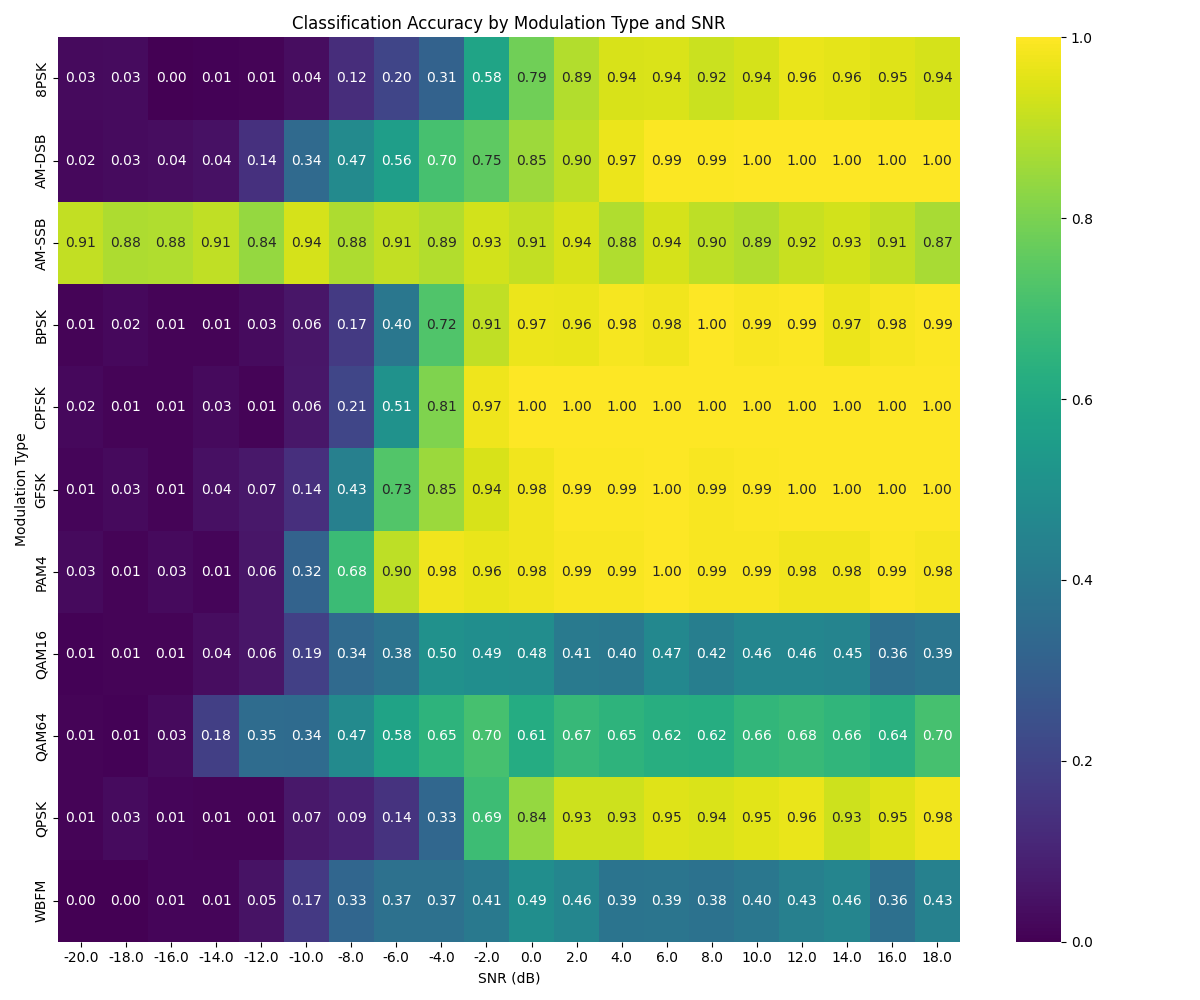 Classification Accuracy by Modulation Type and SNR
Modulation Type
8PSK 0.03 0.03 0.00 0.01 0.01 0.04 0.12 0.20 0.31 0.58 0.79 0.89 0.94 0.94 0.92 0.94 0.96 0.96 0.95 0.94
AM-DSB 0.02 0.03 0.04 0.04 0.14 0.34 0.47 0.56 0.70 0.75 0.85 0.90 0.97 0.99 0.99 1.00 1.00 1.00 1.00 1.00
AM-SSB 0.91 0.88 0.88 0.91 0.84 0.94 0.88 0.91 0.89 0.93 0.91 0.94 0.88 0.94 0.90 0.89 0.92 0.93 0.91 0.87
BPSK 0.01 0.02 0.01 0.01 0.03 0.06 0.17 0.40 0.72 0.91 0.97 0.96 0.98 0.98 1.00 0.99 0.99 0.97 0.98 0.99
CPFSK 0.02 0.01 0.01 0.03 0.01 0.06 0.21 0.51 0.81 0.97 1.00 1.00 1.00 1.00 1.00 1.00 1.00 1.00 1.00 1.00
GFSK 0.01 0.03 0.01 0.04 0.07 0.14 0.43 0.73 0.85 0.94 0.98 0.99 0.99 1.00 0.99 0.99 1.00 1.00 1.00 1.00
PAM4 0.03 0.01 0.03 0.01 0.06 0.32 0.68 0.90 0.98 0.96 0.98 0.99 0.99 1.00 0.99 0.99 0.98 0.98 0.99 0.98
QAM16 0.01 0.01 0.01 0.04 0.06 0.19 0.34 0.38 0.50 0.49 0.48 0.41 0.40 0.47 0.42 0.46 0.46 0.45 0.36 0.39
QAM64 0.01 0.01 0.03 0.18 0.35 0.34 0.47 0.58 0.65 0.70 0.61 0.67 0.65 0.62 0.62 0.66 0.68 0.66 0.64 0.70
QPSK 0.01 0.03 0.01 0.01 0.01 0.07 0.09 0.14 0.33 0.69 0.84 0.93 0.93 0.95 0.94 0.95 0.96 0.93 0.95 0.98
WBFM 0.00 0.00 0.01 0.01 0.05 0.17 0.33 0.37 0.37 0.41 0.49 0.46 0.39 0.39 0.38 0.40 0.43 0.46 0.36 0.43
-20.0 -18.0 -16.0 -14.0 -12.0 -10.0 -8.0 -6.0 -4.0 -2.0 0.0 2.0 4.0 6.0 8.0 10.0 12.0 14.0 16.0 18.0
SNR (dB)
1.0
0.8
0.6
0.4
0.2
0.0